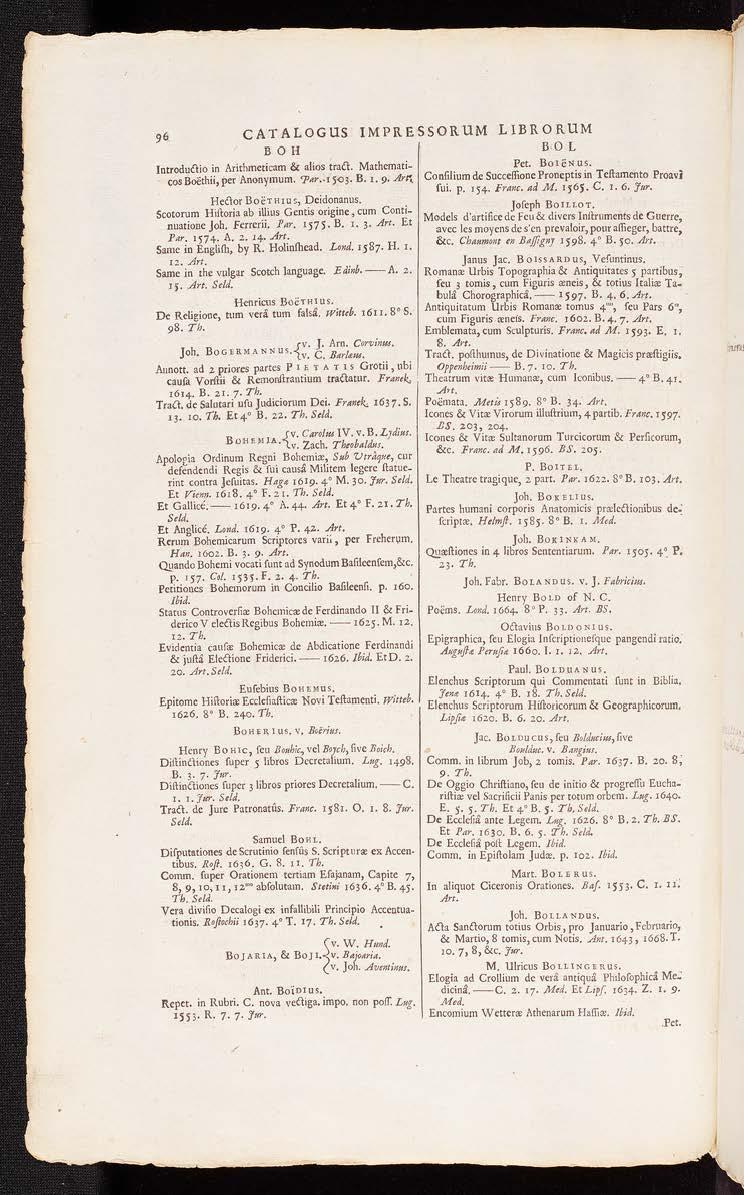 96
CATALOGUS IMPRESSORUM LIBRORUM
BOH
Introductio in Arithmeticam & alios tract. Mathemati-
cos Boëthii, per Anonymum. Par. 1503. B. 1. 9. Art.
Hector BOËTHIUS, Deidonanus.
Scotorum Hiſtoria ab illius Gentis origine, cum Conti-
nuatione Joh. Ferrerii. Par. 1575. B. 1. 3. Art. Et
Par. 1574. A. 2. 14. Art.
Same in Engliſh, by R. Holinſhead. Lond. 1587. H. 1.
12. Art.
Same in the vulgar Scotch language. Edinb. —— A. 2.
15. Art. Seld.
Henricus BOËTHIUS.
De Religione, tum verâ tum falsâ. Witteb. 1611. 8° S.
98. Th.
Joh. BOGERMANNUS. { v. J. Arn. Corvinus.
v. C. Barlæus.
Annott. ad 2 priores partes PIETATIS Grotii, ubi
cauſa Vorſtii & Remonſtrantium tractatur. Franek.
1614. B. 21. 7. Th.
Tract. de Salutari uſu Judiciorum Dei. Franek. 1637. S.
13. 10. Th. Et 4° B. 22. Th. Seld.
BOHEMIA. { v. Carolus IV. v. B. Lydius.
v. Zach. Theobaldus.
Apologia Ordinum Regni Bohemiæ, Sub Utrâque, cur
defendendi Regis & ſui causâ Militem legere ſtatue-
rint contra Jeſuitas. Hagæ 1619. 4° M. 30. Jur. Seld.
Et Vienn. 1618. 4° F. 21. Th. Seld.
Et Gallicé. —— 1619. 4° A. 44. Art. Et 4° F. 21. Th.
Seld.
Et Anglicé. Lond. 1619. 4° P. 42. Art.
Rerum Bohemicarum Scriptores varii, per Freherum.
Han. 1602. B. 3. 9. Art.
Quando Bohemi vocati ſunt ad Synodum Baſileenſem, &c.
p. 157. Col. 1535. F. 2. 4. Th.
Petitiones Bohemorum in Concilio Baſileenſi. p. 160.
Ibid.
Status Controverſiæ Bohemicæ de Ferdinando II & Fri-
derico V electis Regibus Bohemiæ. —— 1625. M. 12.
12. Th.
Evidentia cauſæ Bohemicæ de Abdicatione Ferdinandi
& juſtâ Electione Friderici. —— 1626. Ibid. Et D. 2.
20. Art. Seld.
Euſebius BOHEMUS.
Epitome Hiſtoriæ Eccleſiaſticæ Novi Teſtamenti. Witteb.
1626. 8° B. 240. Th.
BOHERIUS, v. Boërius.
Henry BOHIC, ſeu Bouhic, vel Boych, ſive Boich.
Diſtinctiones ſuper 5 libros Decretalium. Lug. 1498.
B. 3. 7. Jur.
Diſtinctiones ſuper 3 libros priores Decretalium. —— C.
1. 1. Jur. Seld.
Tract. de Jure Patronatûs. Franc. 1581. O. 1. 8. Jur.
Seld.
Samuel BOHL.
Diſputationes de Scrutinio ſensûs S. Scripturæ ex Accen-
tibus. Roſt. 1636. G. 8. 11. Th.
Comm. ſuper Orationem tertiam Eſajanam, Capite 7,
8, 9, 10, 11, 12mo abſolutam. Stetini 1636. 4° B. 45.
Th. Seld.
Vera diviſio Decalogi ex infallibili Principio Accentua-
tionis. Roſtochii 1637. 4° T. 17. Th. Seld.
BOJARIA, & BOJI. { v. W. Hund.
v. Bajoaria.
v. Joh. Aventinus.
Ant. BOÏDIUS.
Repet. in Rubri. C. nova vectiga. impo. non poſſ. Lug.
1553. R. 7. 7. Jur.
BOL
Pet. BOIËNUS.
Conſilium de Succeſſione Proneptis in Teſtamento Proavi
ſui. p. 154. Franc. ad M. 1565. C. 1. 6. Jur.
Joſeph BOILLOT.
Models d'artifice de Feu & divers Inſtruments de Guerre,
avec les moyens de s'en prevaloir, pour aſſieger, battre,
&c. Chaumont en Baſſigny 1598. 4° B. 50. Art.
Janus Jac. BOISSARDUS, Veſuntinus.
Romanæ Urbis Topographia & Antiquitates 5 partibus,
ſeu 3 tomis, cum Figuris æneis, & totius Italiæ Ta-
bulâ Chorographicâ. —— 1597. B. 4. 6. Art.
Antiquitatum Urbis Romanæ tomus 4tus, ſeu Pars 6ta,
cum Figuris æneis. Franc. 1602. B. 4. 7. Art.
Emblemata, cum Sculpturis. Franc. ad M. 1593. E. 1.
8. Art.
Tract. poſthumus, de Divinatione & Magicis præſtigiis.
Oppenheimii —— B. 7. 10. Th.
Theatrum vitæ Humanæ, cum Iconibus. —— 4° B. 41.
Art.
Poëmata. Metis 1589. 8° B. 34. Art.
Icones & Vitæ Virorum illuſtrium, 4 partib. Franc. 1597.
BS. 203, 204.
Icones & Vitæ Sultanorum Turcicorum & Perſicorum,
&c. Franc. ad M. 1596. BS. 205.
P. BOITEL.
Le Theatre tragique, 2 part. Par. 1622. 8° B. 103. Art.
Joh. BOKELIUS.
Partes humani corporis Anatomicis prælectionibus de-
ſcriptæ. Helmſt. 1585. 8° B. 1. Med.
Joh. BOKINKAM.
Quæſtiones in 4 libros Sententiarum. Par. 1505. 4° P.
23. Th.
Joh. Fabr. BOLANDUS. v. J. Fabricius.
Henry BOLD of N. C.
Poëms. Lond. 1664. 8° P. 33. Art. BS.
Octavius BOLDONIUS.
Epigraphica, ſeu Elogia Inſcriptioneſque pangendi ratio.
Auguſtæ Peruſiæ 1660. I. 1. 12. Art.
Paul. BOLDUANUS.
Elenchus Scriptorum qui Commentati ſunt in Biblia.
Jenæ 1614. 4° B. 18. Th. Seld.
Elenchus Scriptorum Hiſtoricorum & Geographicorum.
Lipſiæ 1620. B. 6. 20. Art.
Jac. BOLDUCUS, ſeu Bolducius, ſive
Boulduc. v. Bangius.
Comm. in librum Job, 2 tomis. Par. 1637. B. 20. 8,
9. Th.
De Oggio Chriſtiano, ſeu de initio & progreſſu Eucha-
riſtiæ vel Sacrificii Panis per totum orbem. Lug. 1640.
E. 5. 5. Th. Et 4° B. 5. Th. Seld.
De Eccleſiâ ante Legem. Lug. 1626. 8° B. 2. Th. BS.
Et Par. 1630. B. 6. 5. Th. Seld.
De Eccleſiâ poſt Legem. Ibid.
Comm. in Epiſtolam Judæ. p. 102. Ibid.
Mart. BOLERUS.
In aliquot Ciceronis Orationes. Baſ. 1553. C. 1. 11.
Art.
Joh. BOLLANDUS.
Acta Sanctorum totius Orbis, pro Januario, Februario,
& Martio, 8 tomis, cum Notis. Ant. 1643, 1668. T.
10. 7, 8, &c. Jur.
M. Ulricus BOLLINGERUS.
Elogia ad Crollium de verâ antiquâ Philoſophicâ Me-
dicinâ. —— C. 2. 17. Med. Et Lipſ. 1634. Z. 1. 9.
Med.
Encomium Wetteræ Athenarum Haſſiæ. Ibid.
Pet.